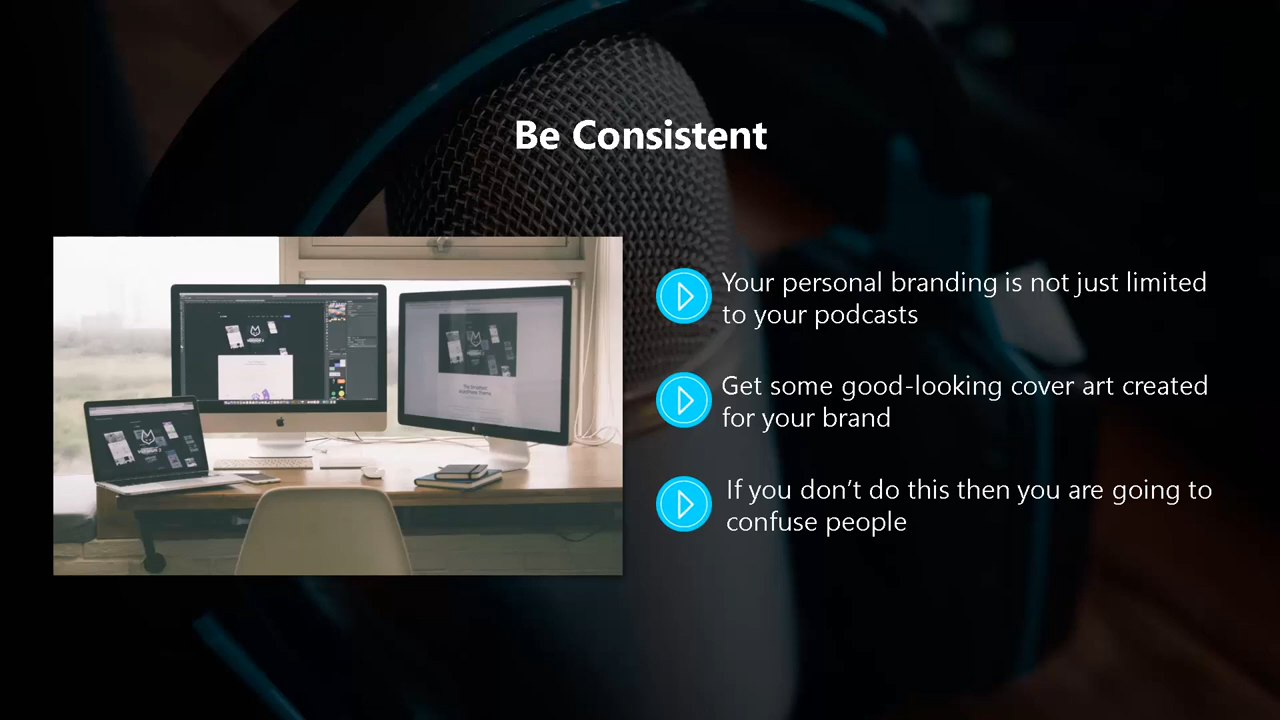 Be Consistent
Your personal branding is not just limited
to your podcasts
Get some good-looking cover art created
for your brand
If you don’t do this then you are going to
confuse people